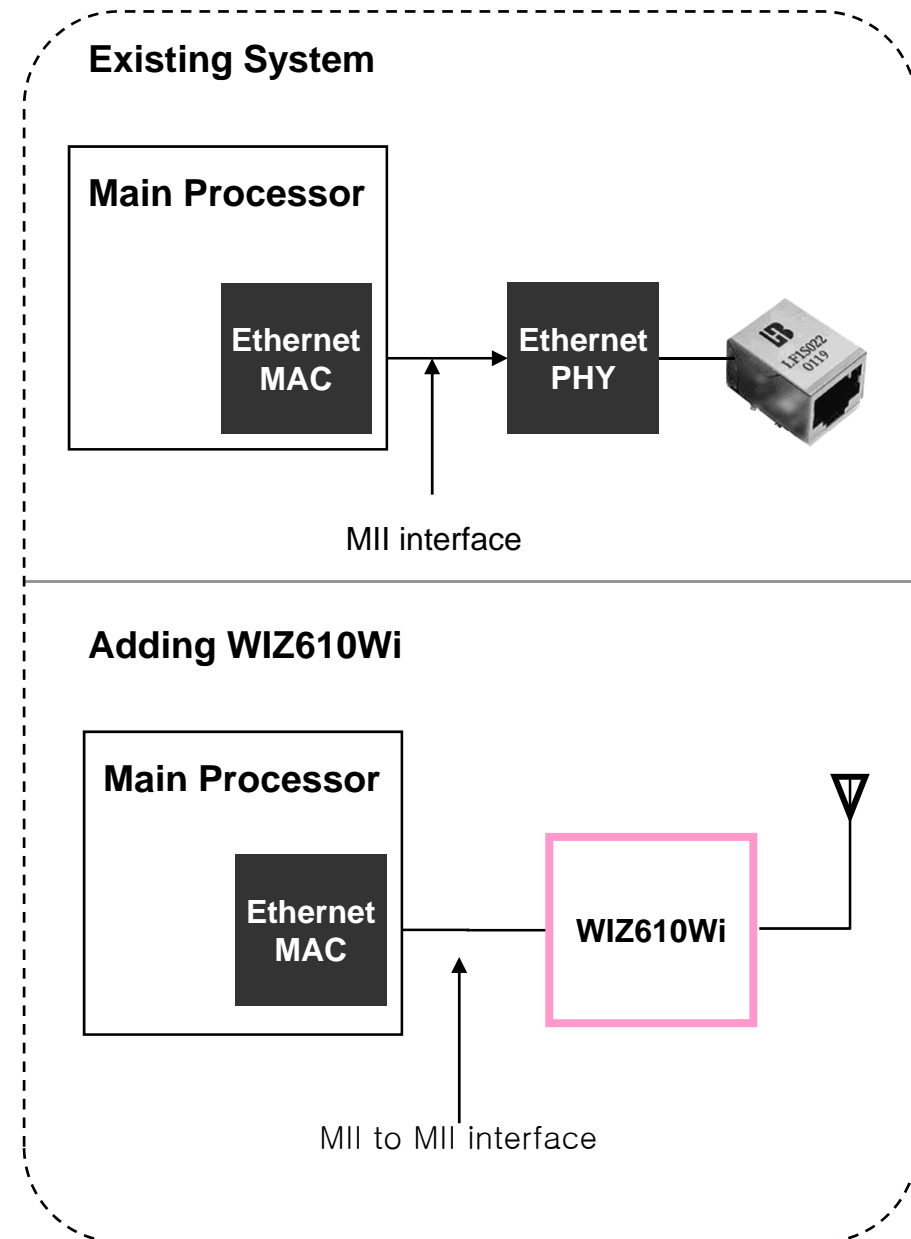 Existing System
Main Processor
Ethernet
MAC
Ethernet
PHY
LF1S022
0119
MII interface
Adding WIZ610Wi
Main Processor
Ethernet
MAC
WIZ610Wi
MII to MII interface